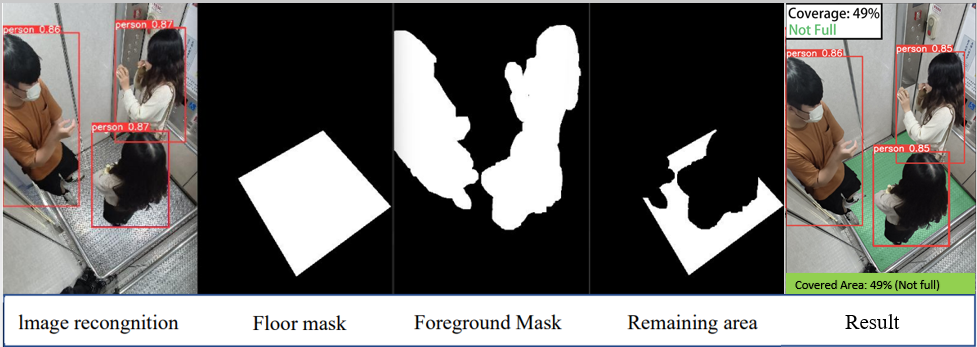 person 0.86
person 0.87
person 0.87
Coverage: 49%
Not Full
person 0.86
person 0.85
person 0.85
Covered Area: 49% (Not full)
Image recongnition
Floor mask
Foreground Mask
Remaining area
Result